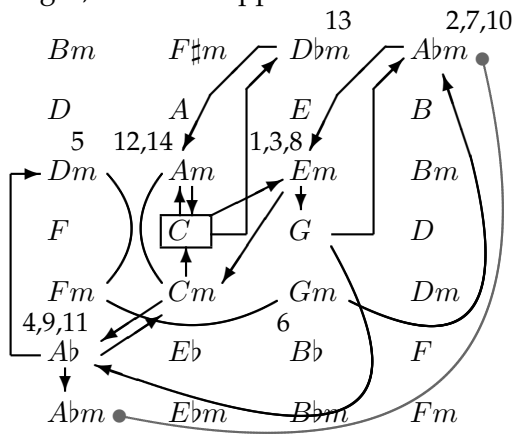 13 2,7,10
Bm F♯m D♭m A♭m
D A E B
5 12,14 1,3,8
Dm Am Em Bm
F C G D
Fm Cm Gm Dm
4,9,11 6
A♭ E♭ B♭ F
A♭m E♭m B♭m Fm